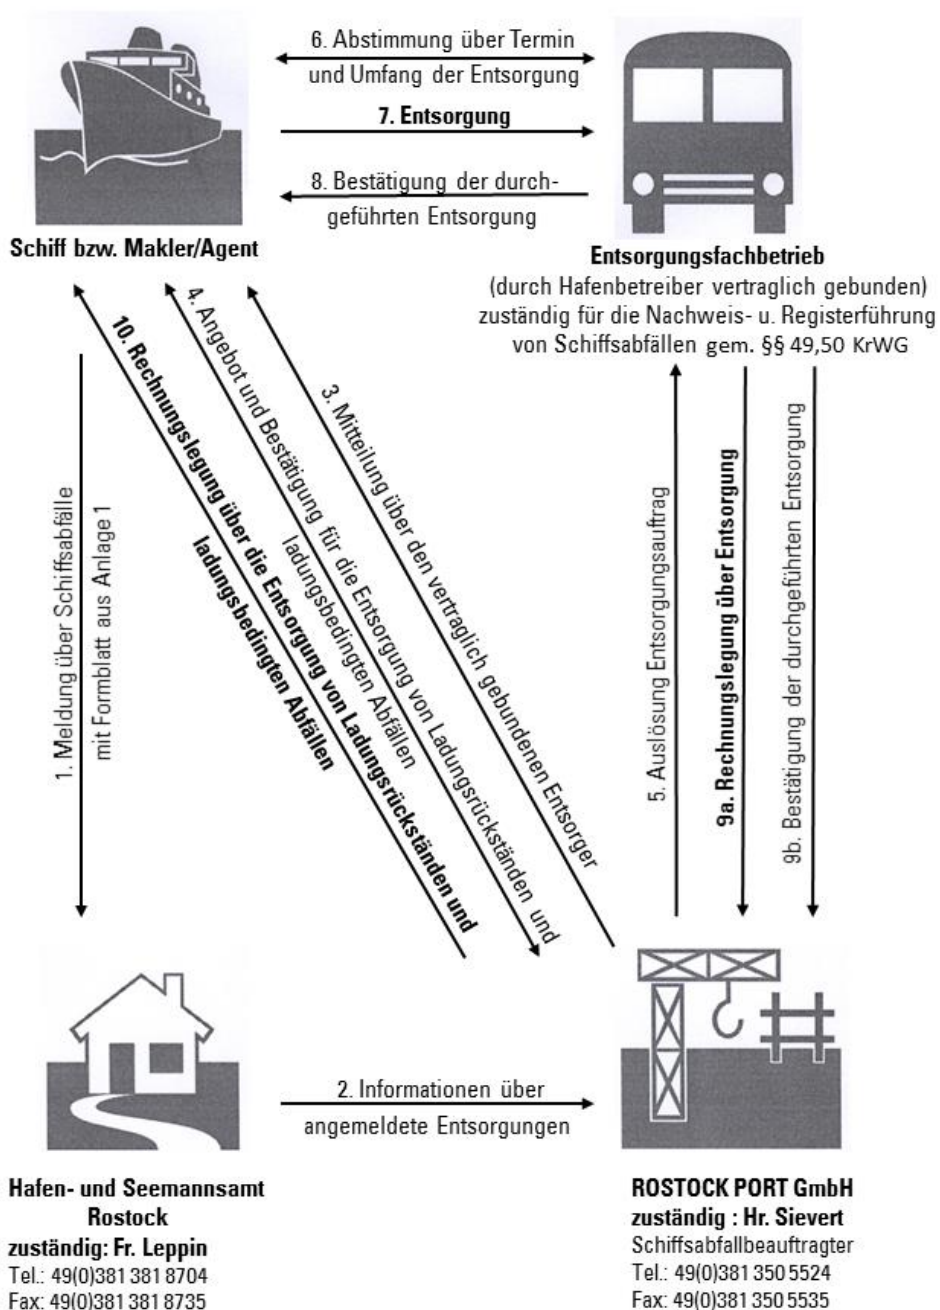 6. Abstimmung über Termin
und Umfang der Entsorgung
7. Entsorgung
8. Bestätigung der durch-
geführten Entsorgung
Schiff bzw. Makler/Agent
Entsorgungsfachbetrieb
(durch Hafenbetreiber vertraglich gebunden)
zuständig für die Nachweis- u. Registerführung
von Schiffsabfällen gem. §§ 49,50 KrWG
1. Meldung über Schiffsabfälle
mit Formblatt aus Anlage 1
10. Rechnungslegung über die Entsorgung von Ladungsrückständen und
ladungsbedingten Abfällen
4. Angebot und Bestätigung für die Entsorgung von Ladungsrückständen und
ladungsbedingten Abfällen
3. Mitteilung über den vertraglich gebundenen Entsorger
5. Auslösung Entsorgungsauftrag
9a. Rechnungslegung über Entsorgung
9b. Bestätigung der durchgeführten Entsorgung
2. Informationen über
angemeldete Entsorgungen
Hafen- und Seemannsamt
Rostock
zuständig: Fr. Leppin
Tel.: 49(0)381 381 8704
Fax: 49(0)381 381 8735
ROSTOCK PORT GmbH
zuständig : Hr. Sievert
Schiffsabfallbeauftragter
Tel.: 49(0)381 350 5524
Fax: 49(0)381 350 5535